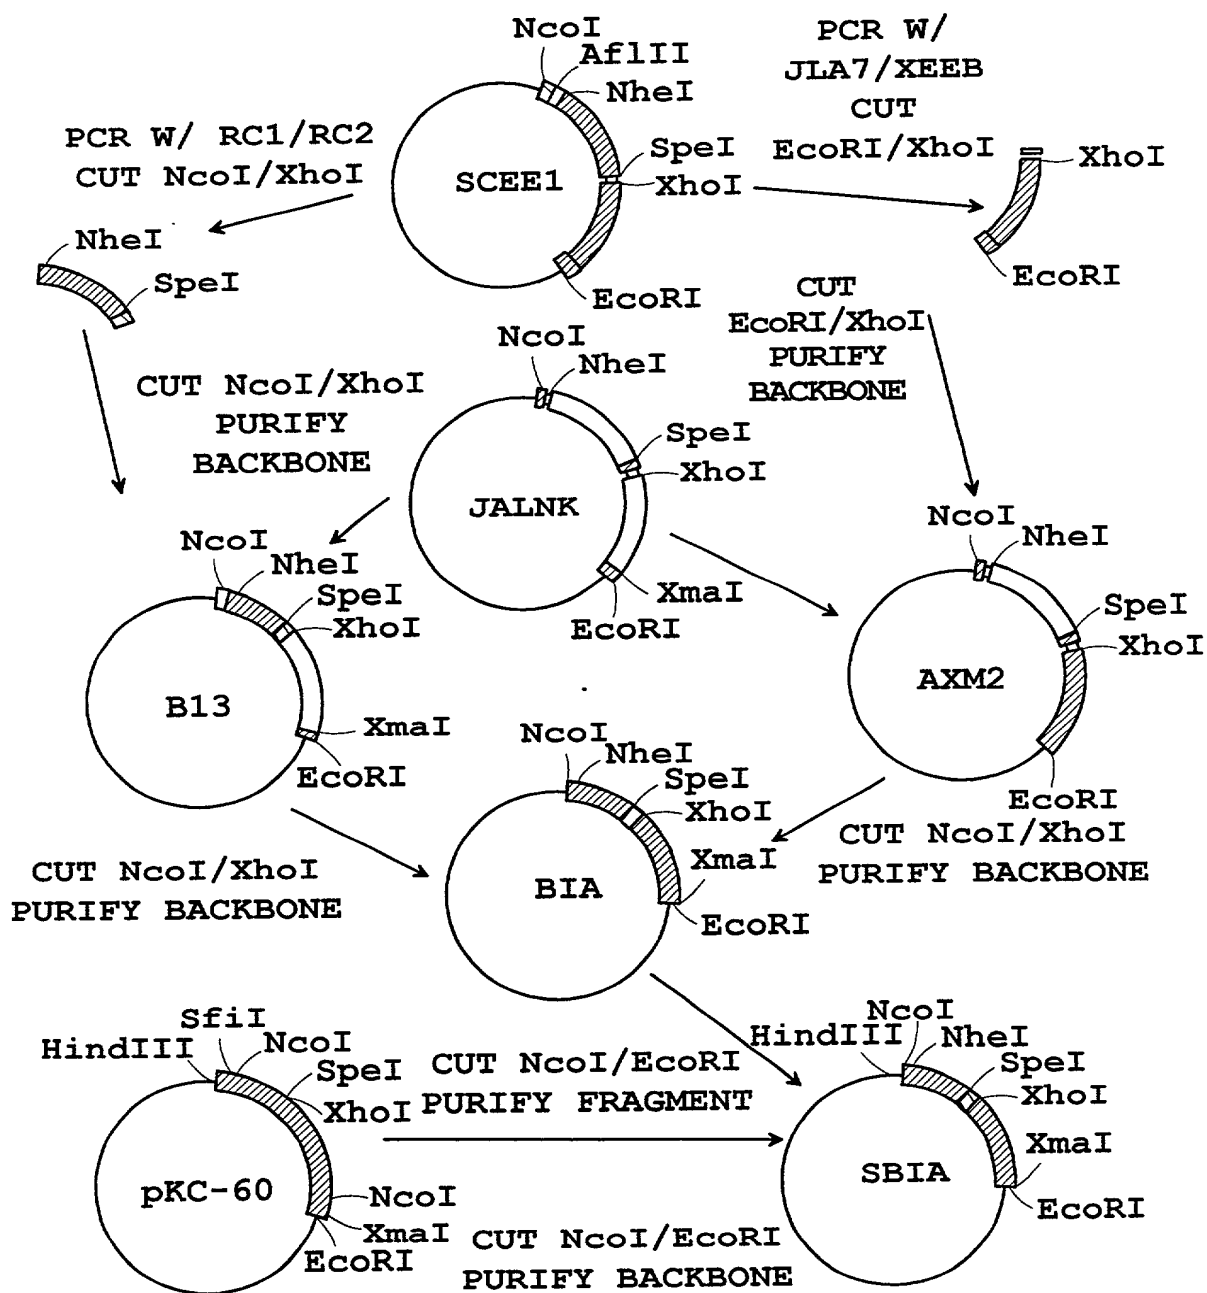 NcoI
AflII
NheI
SpeI
XhoI
SCEE1
EcoRI
PCR W/
JLA7/XEEB
CUT
EcoRI/XhoI
XhoI
EcoRI
PCR W/ RC1/RC2
CUT NcoI/XhoI
NheI
SpeI
CUT
EcoRI/XhoI
PURIFY
BACKBONE
CUT NcoI/XhoI
PURIFY
BACKBONE
NcoI
NheI
SpeI
XhoI
JALNK
XmaI
EcoRI
NcoI
NheI
SpeI
XhoI
B13
XmaI
EcoRI
NcoI
NheI
SpeI
XhoI
AXM2
EcoRI
CUT NcoI/XhoI
PURIFY BACKBONE
NcoI
NheI
SpeI
XhoI
XmaI
BIA
EcoRI
CUT NcoI/XhoI
PURIFY BACKBONE
SfiI
HindIII
NcoI
SpeI
XhoI
pKC-60
NcoI
XmaI
EcoRI
CUT NcoI/EcoRI
PURIFY FRAGMENT
CUT NcoI/EcoRI
PURIFY BACKBONE
NcoI
HindIII
NheI
SpeI
XhoI
XmaI
SBIA
EcoRI